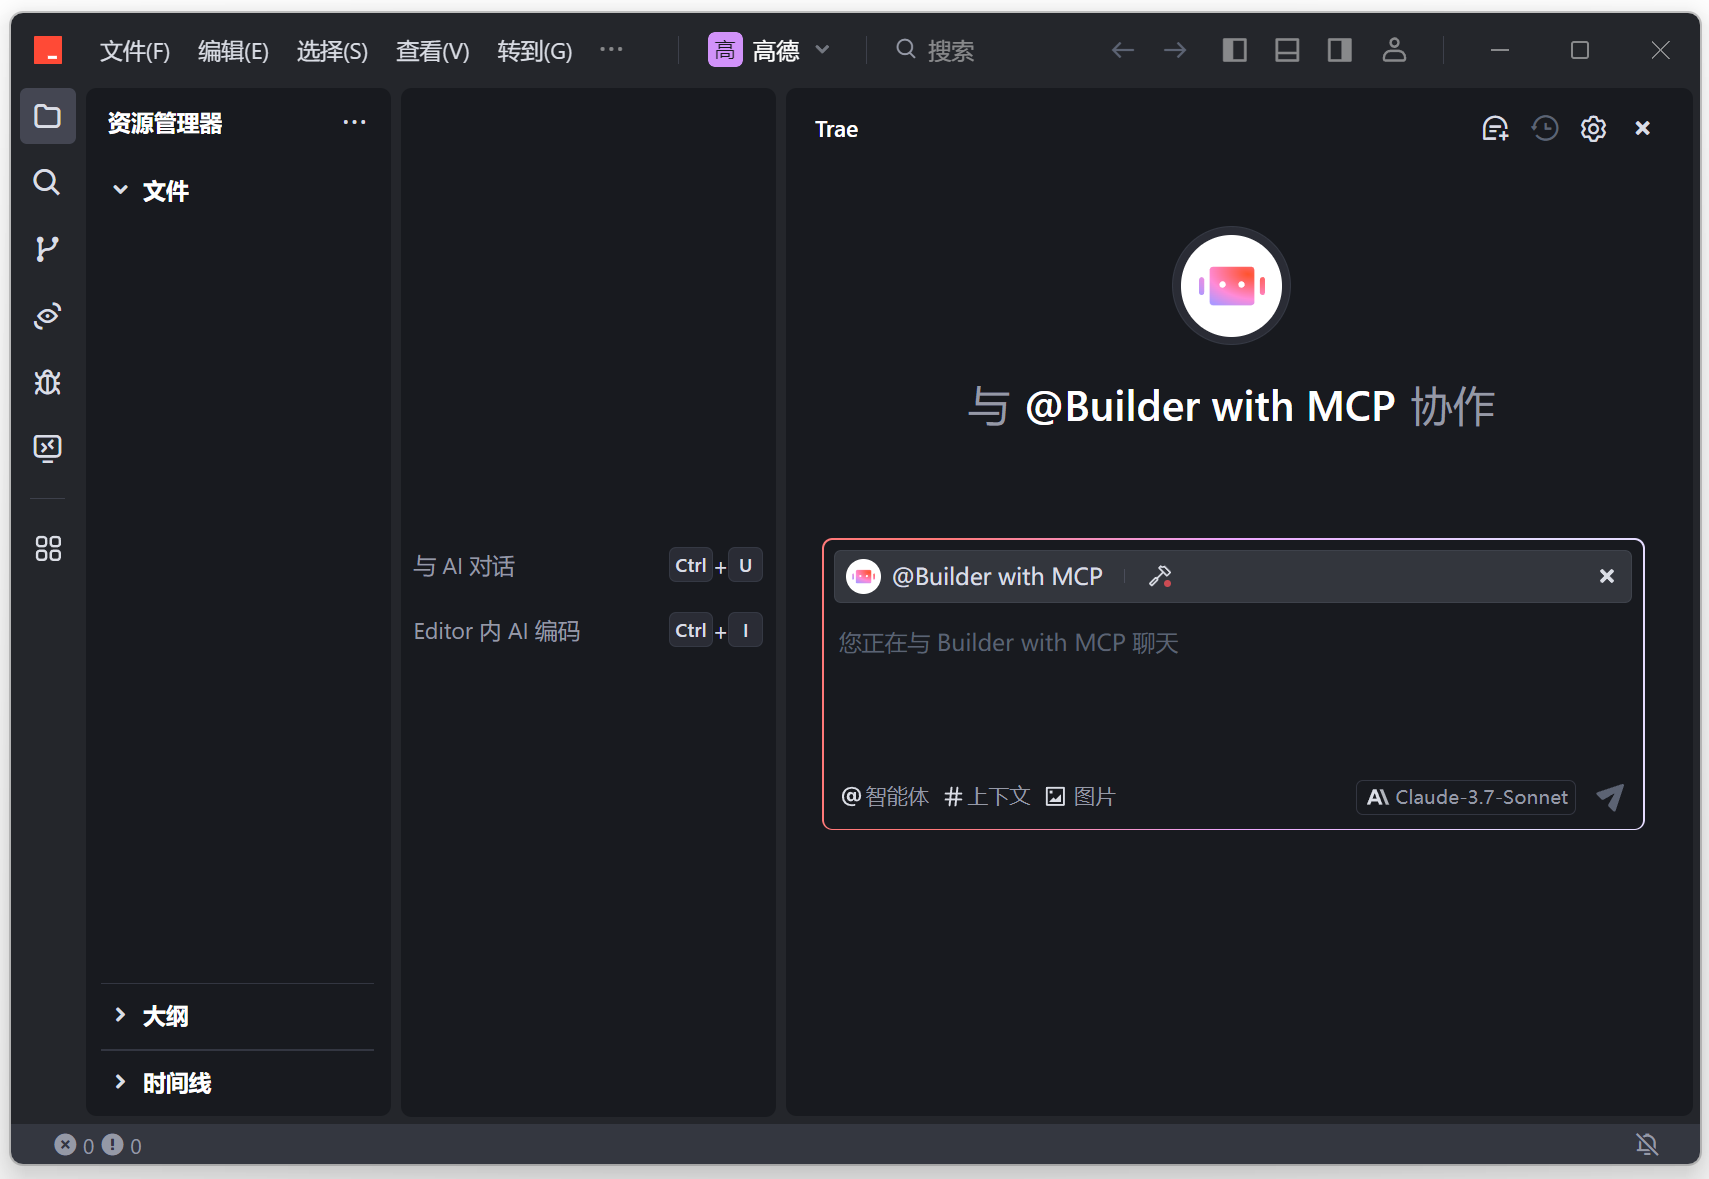 文件(F) 编辑(E) 选择(S) 查看(V) 转到(G) ··· 高 高德 搜索
资源管理器 ···
文件
大纲
时间线
与 AI 对话 Ctrl + U
Editor 内 AI 编码 Ctrl + I
Trae
与 @Builder with MCP 协作
@Builder with MCP
您正在与 Builder with MCP 聊天
@智能体 #上下文 图片 Claude-3.7-Sonnet
0 0